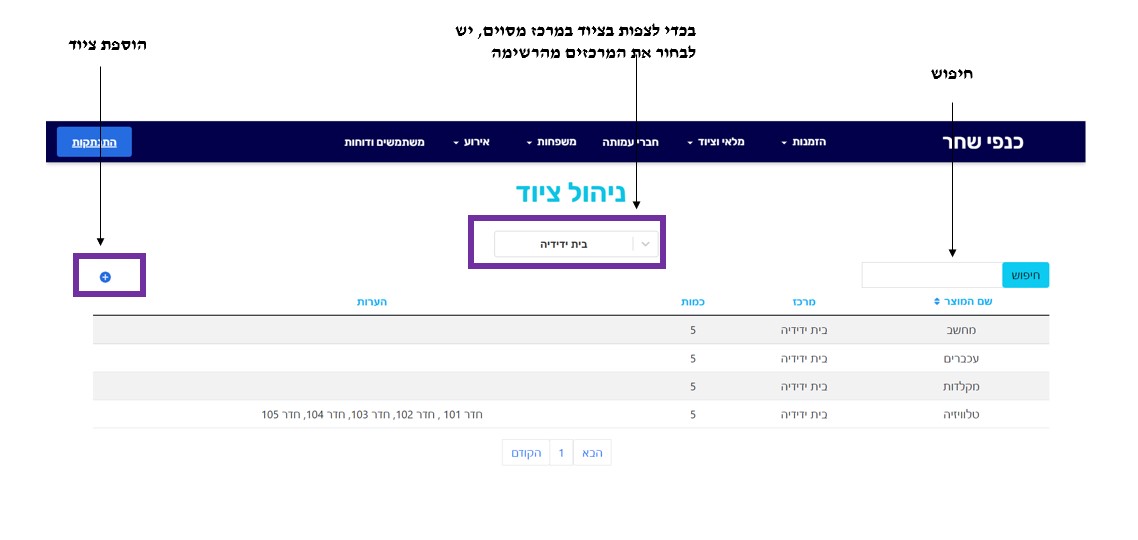 בכדי לצפות בציוד במרכז מסוים, יש
לבחור את המרכזים מהרשימה
הוספת ציוד
חיפוש
כנפי שחר הזמנות מלאי וציוד חברי עמותה משפחות אירוע משתמשים ודוחות התנתקות
ניהול ציוד
בית ידידיה
חיפוש
שם המוצר מרכז כמות הערות
מחשב בית ידידיה 5
עכברים בית ידידיה 5
מקלדות בית ידידיה 5
טלוויזיה בית ידידיה 5 חדר 101 , חדר 102, חדר 103, חדר 104, חדר 105
הבא 1 הקודם